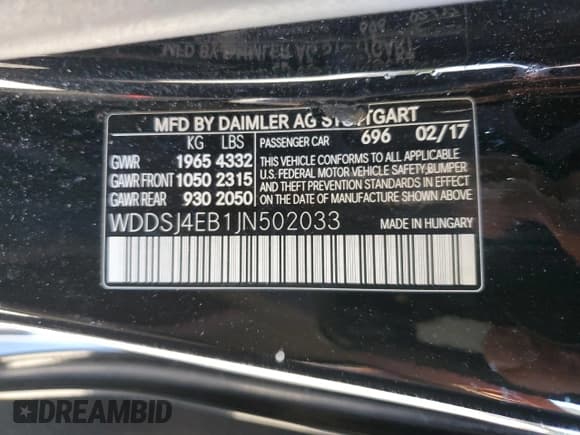 MFD BY DAIMLER AG STUTTGART
KG LBS PASSENGER CAR 696 02/17
GVWR 1965 4332 THIS VEHICLE CONFORMS TO ALL APPLICABLE
GAWR FRONT 1050 2315 U.S. FEDERAL MOTOR VEHICLE SAFETY, BUMPER
GAWR REAR 930 2050 AND THEFT PREVENTION STANDARDS IN EFFECT
ON THE DATE OF MANUFACTURE SHOWN ABOVE
WDDSJ4EB1JN502033 MADE IN HUNGARY
DREAMBID